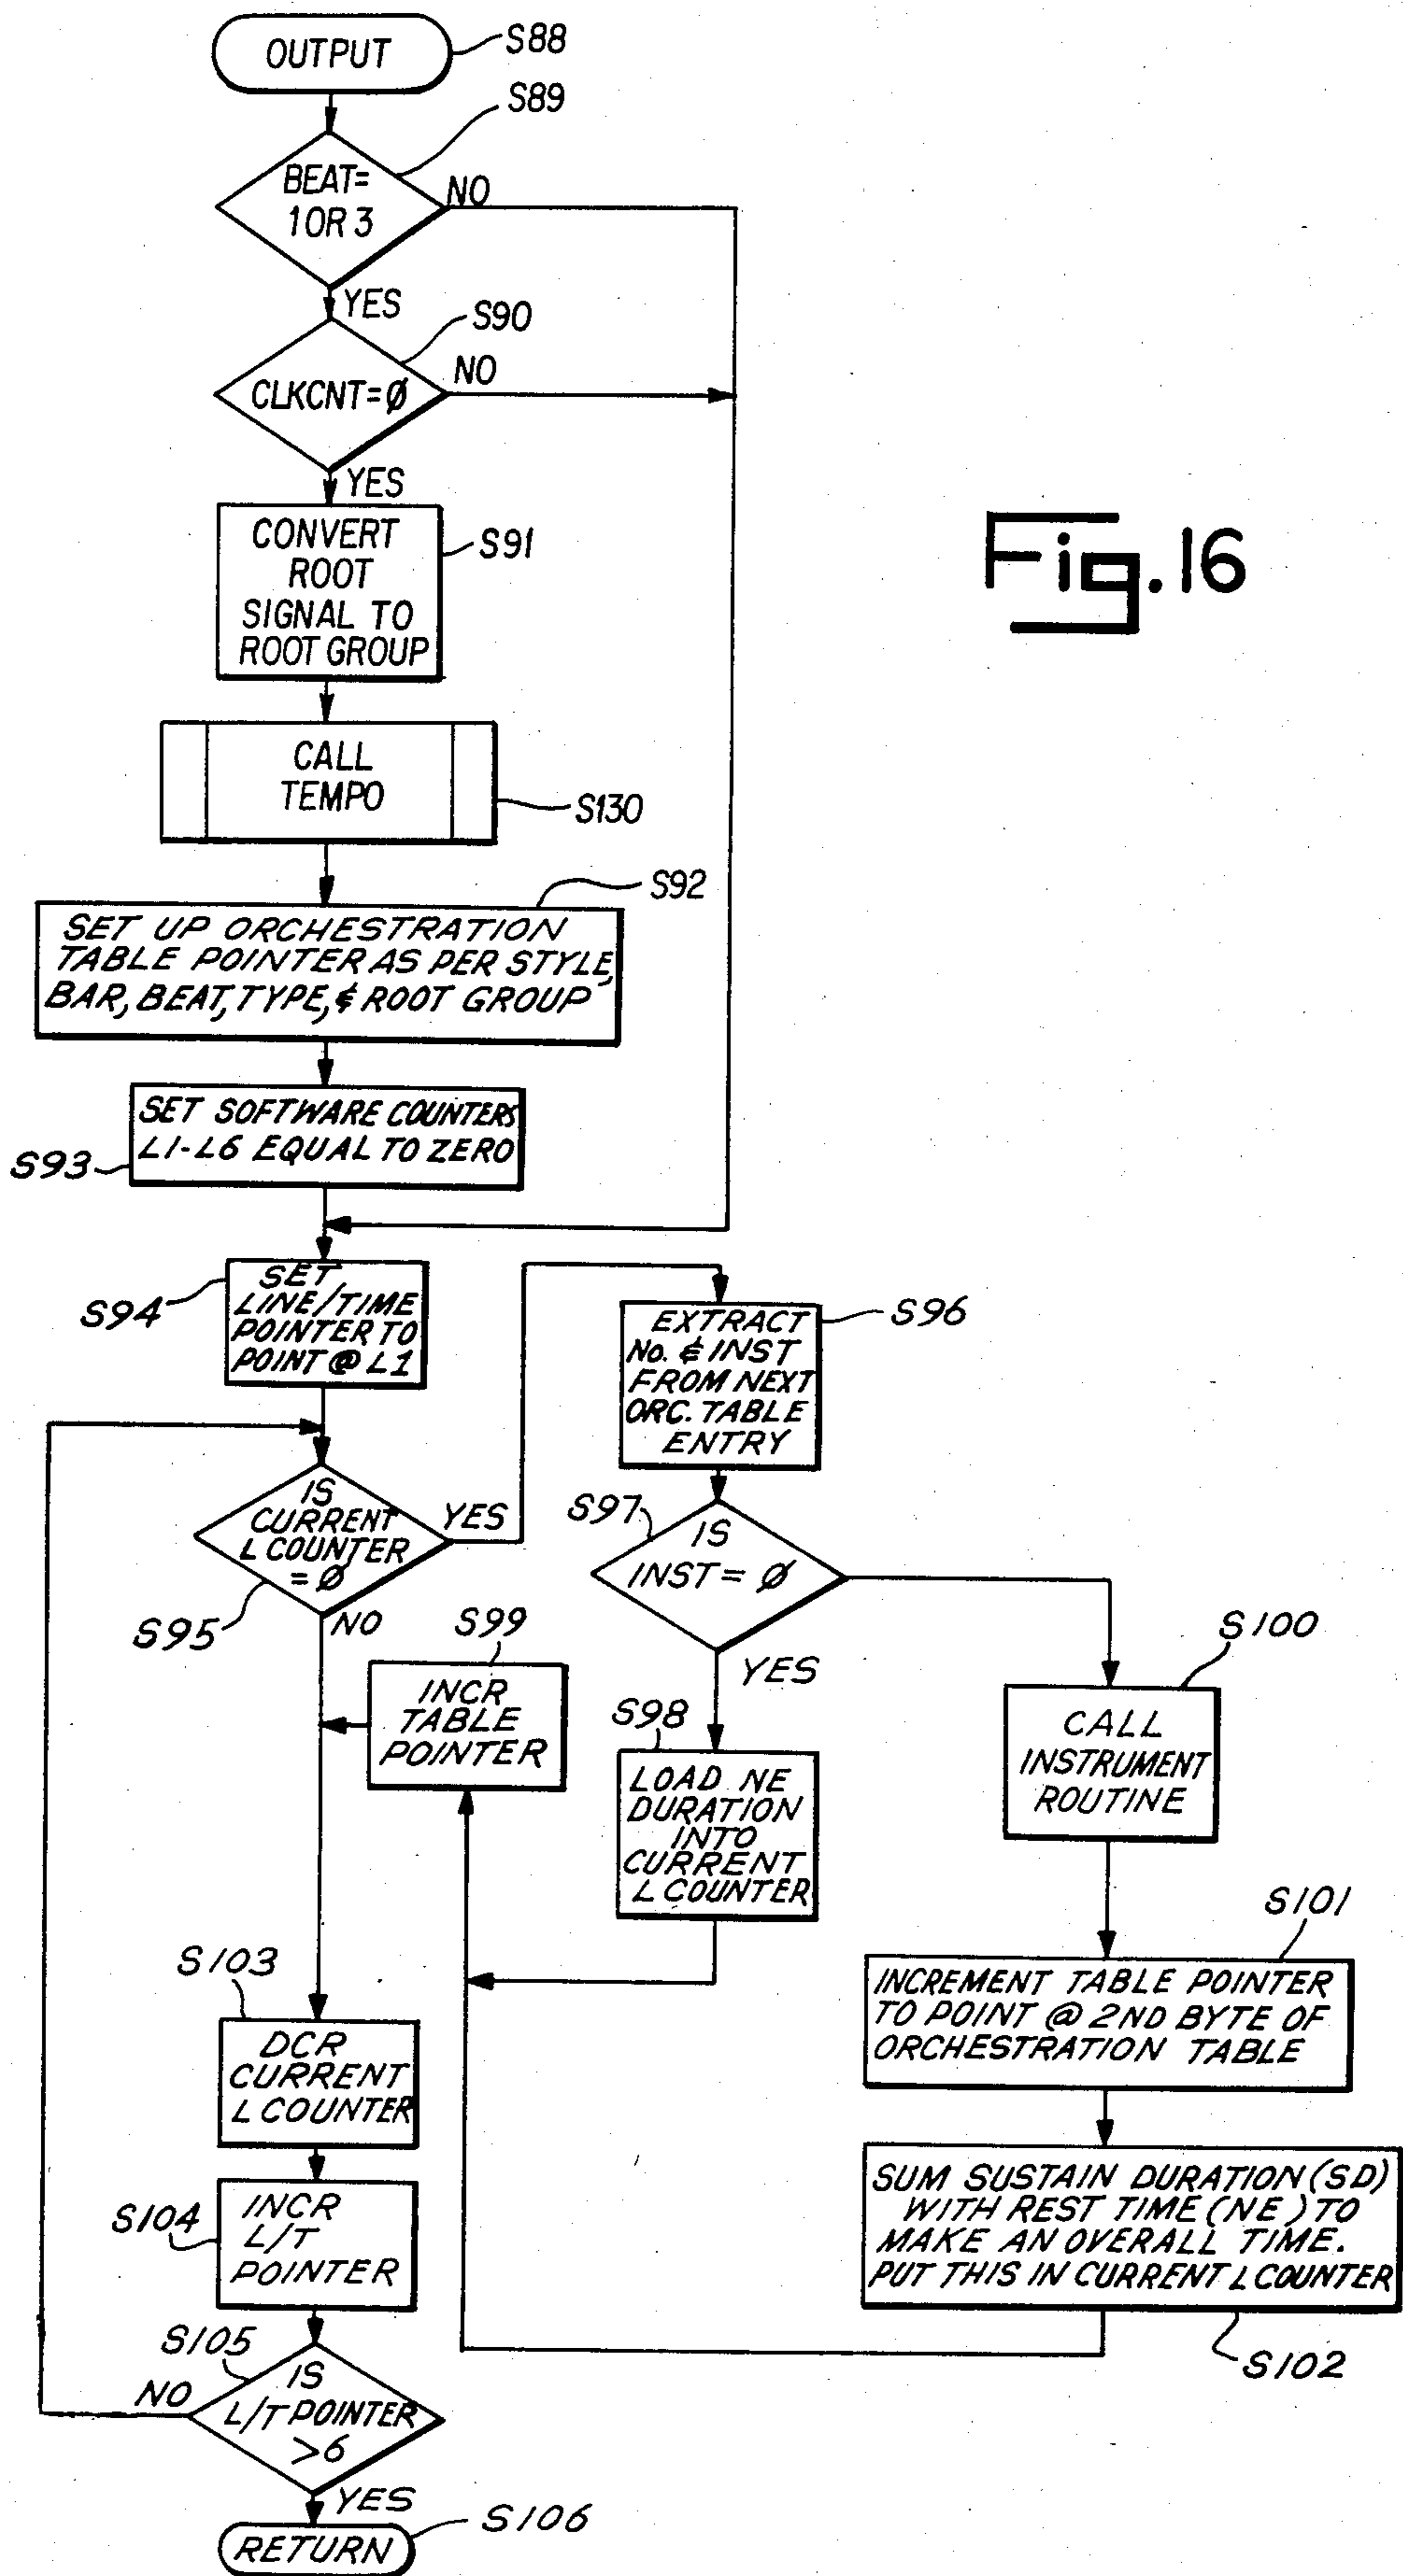 OUTPUT
S88
S89
BEAT=
1 OR 3
NO
YES
S90
CLKCNT=Ø
NO
YES
CONVERT
ROOT
SIGNAL TO
ROOT GROUP
S91
Fig. 16
CALL
TEMPO
S130
S92
SET UP ORCHESTRATION
TABLE POINTER AS PER STYLE,
BAR, BEAT, TYPE, & ROOT GROUP
SET SOFTWARE COUNTERS
L1-L6 EQUAL TO ZERO
S93
S94
SET
LINE/TIME
POINTER TO
POINT @ L1
EXTRACT
No. & INST
FROM NEXT
ORC. TABLE
ENTRY
S96
IS
CURRENT
L COUNTER
= Ø
YES
S95
NO
S97
IS
INST = Ø
YES
S99
INCR
TABLE
POINTER
S98
LOAD NE
DURATION
INTO
CURRENT
L COUNTER
S100
CALL
INSTRUMENT
ROUTINE
S101
INCREMENT TABLE POINTER
TO POINT @ 2ND BYTE OF
ORCHESTRATION TABLE
S103
DCR
CURRENT
L COUNTER
SUM SUSTAIN DURATION (SD)
WITH REST TIME (NE) TO
MAKE AN OVERALL TIME.
PUT THIS IN CURRENT L COUNTER
S102
S104
INCR
L/T
POINTER
S105
IS
L/T POINTER
>6
NO
YES
RETURN
S106